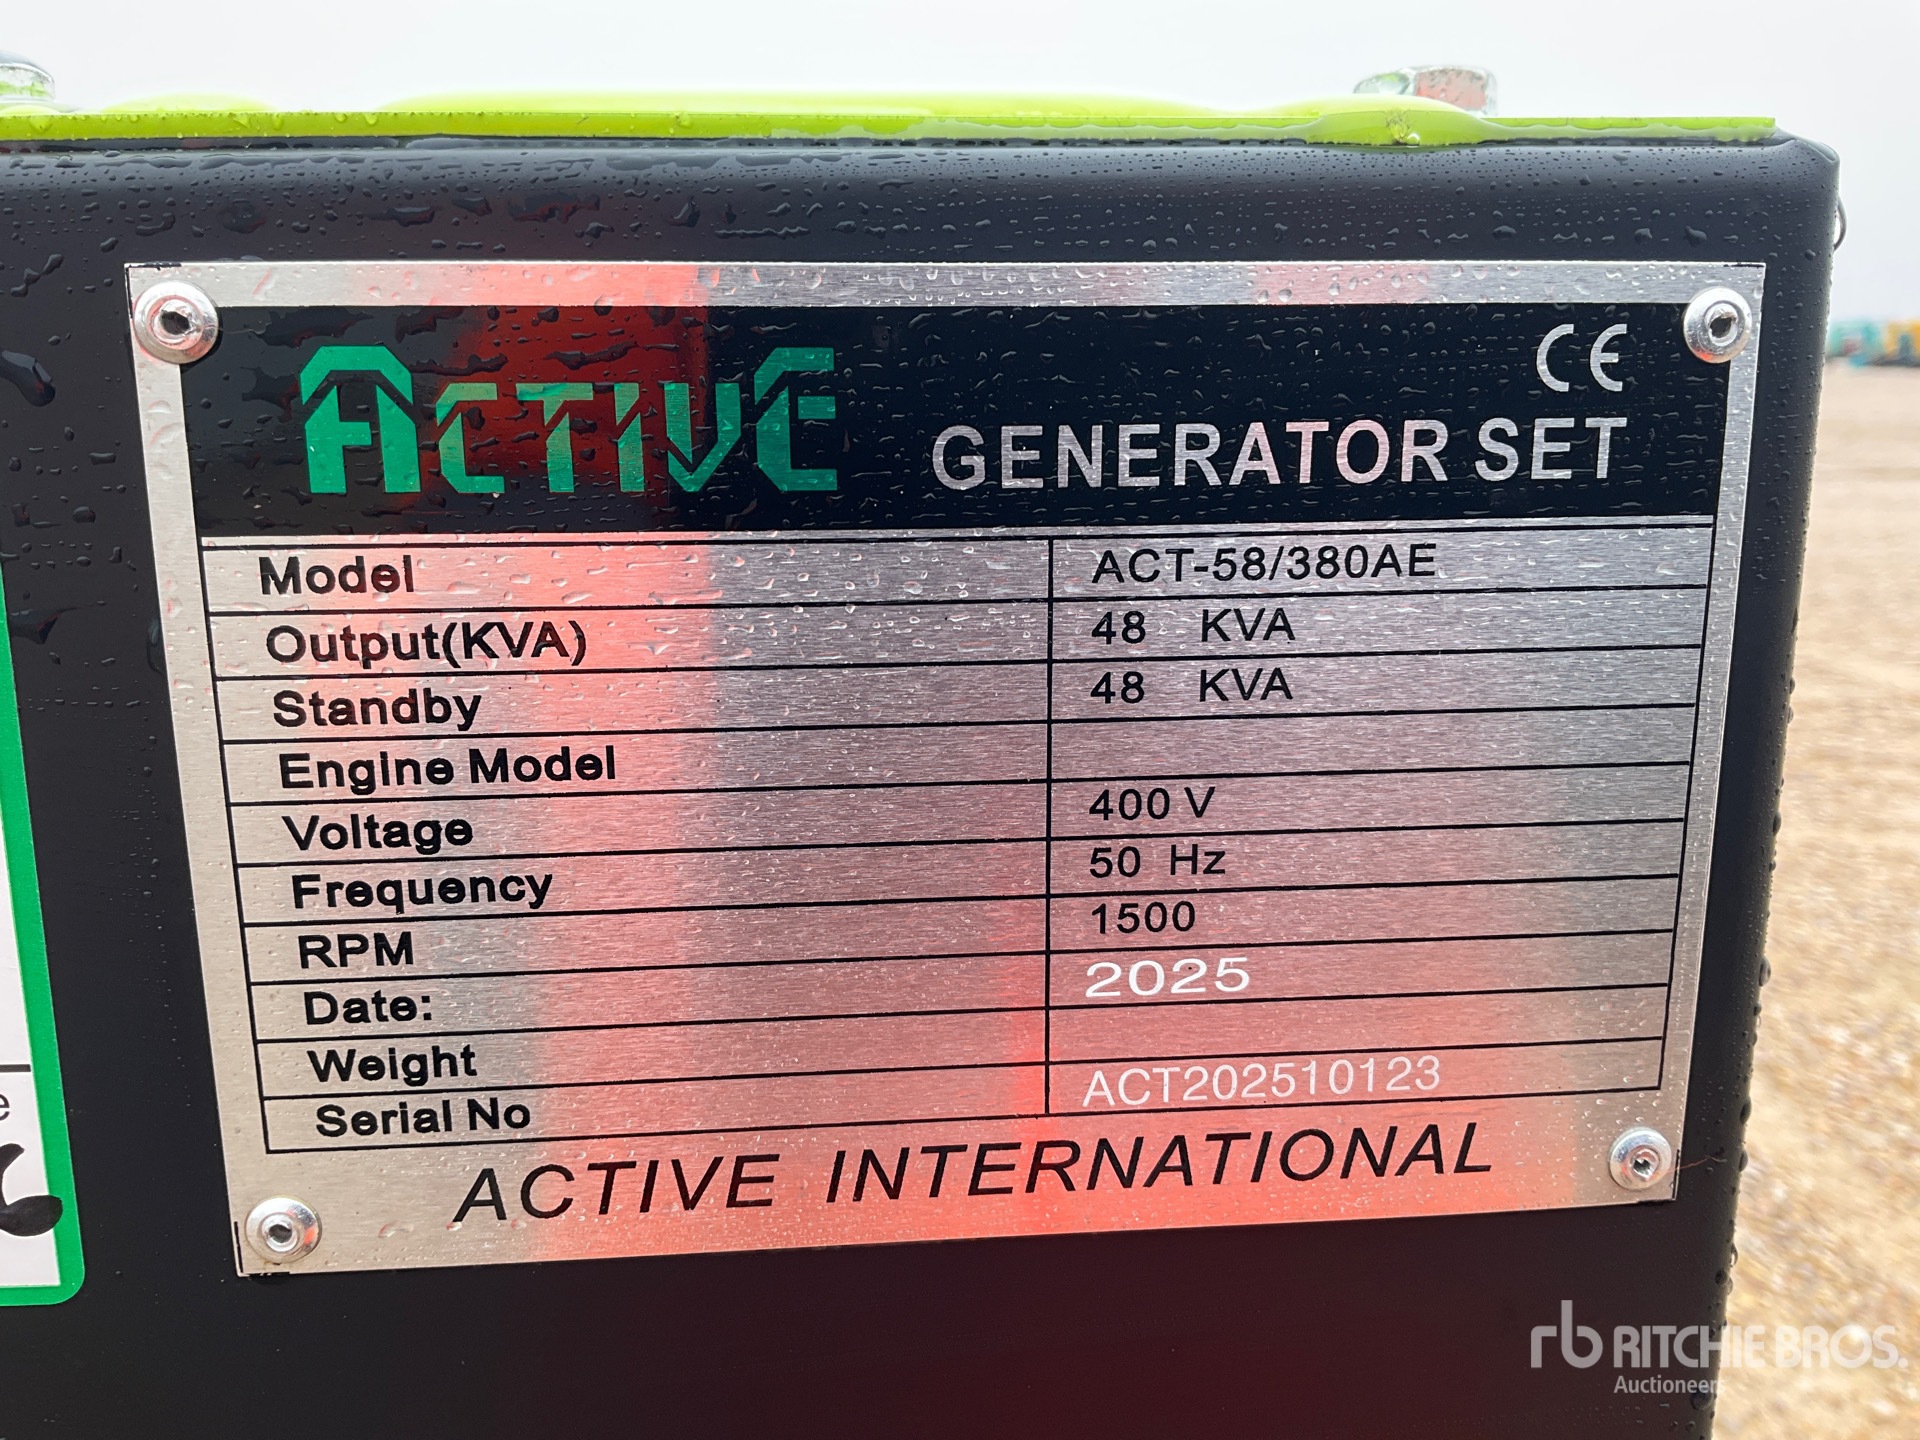 ACTIVE
CE
GENERATOR SET
Model ACT-58/380AE
Output(KVA) 48 KVA
Standby 48 KVA
Engine Model
Voltage 400 V
Frequency 50 Hz
RPM 1500
Date: 2025
Weight
Serial No ACT202510123
ACTIVE INTERNATIONAL
e
rb RITCHIE BROS.
Auctioneers